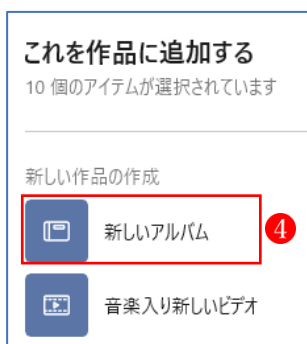 これを作品に追加する
10 個のアイテムが選択されています
新しい作品の作成
新しいアルバム
4
音楽入り新しいビデオ